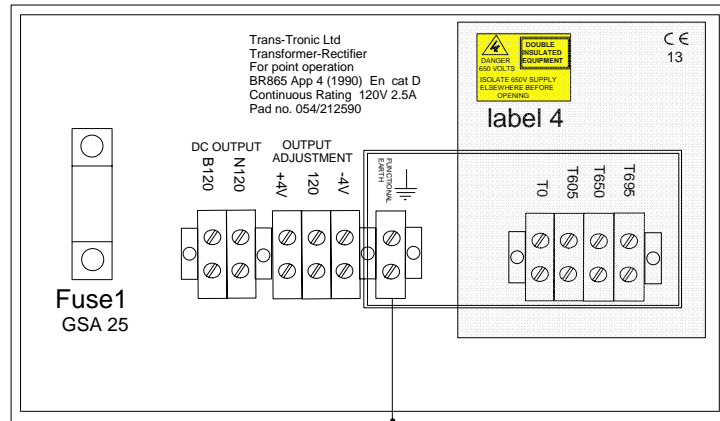 Trans-Tronic Ltd
Transformer-Rectifier
For point operation
BR865 App 4 (1990) En cat D
Continuous Rating 120V 2.5A
Pad no. 054/212590
DANGER
650 VOLTS
DOUBLE
INSULATED
EQUIPMENT
ISOLATE 650V SUPPLY
ELSEWHERE BEFORE
OPENING
label 4
CE
13
DC OUTPUT
B120
N120
OUTPUT
ADJUSTMENT
+4V
120
-4V
FUNCTIONAL
EARTH
T0
T605
T650
T695
Fuse1
GSA 25